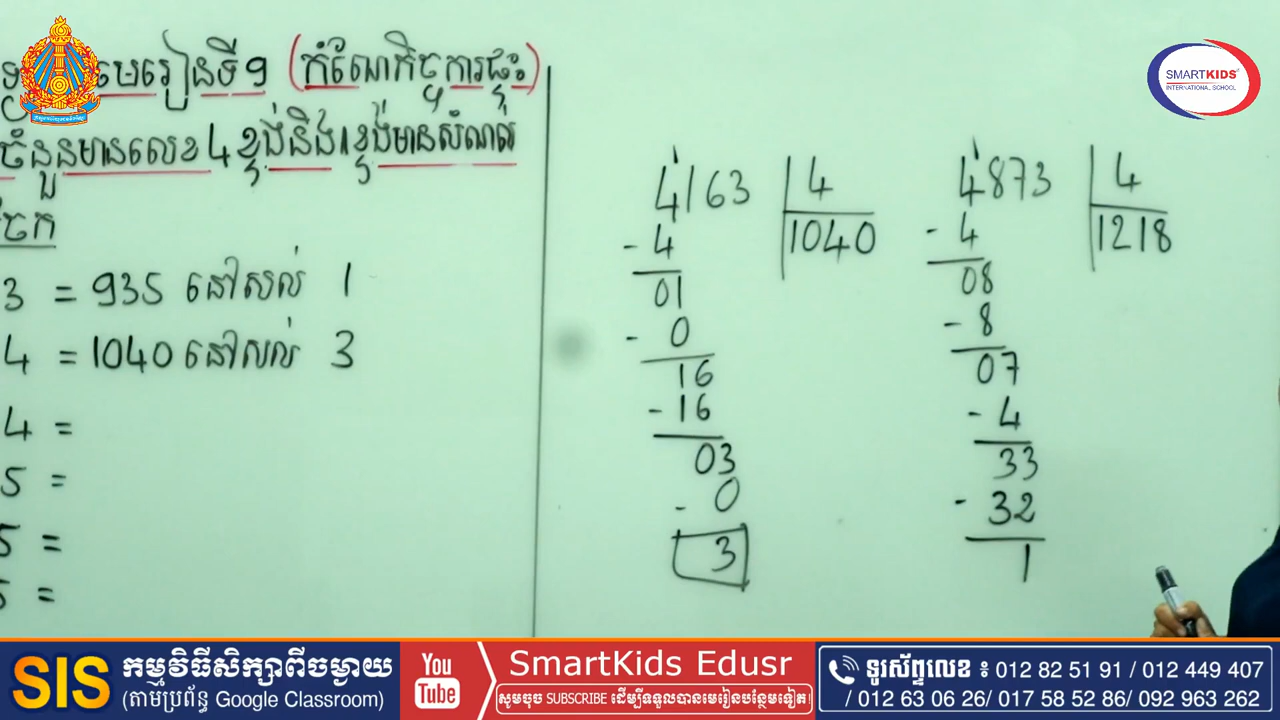 មេរៀនទី១ (កំណែកិច្ចការផ្ទះ)
ចំនួនមានលេខ 4 ខ្ទង់និង 1 ខ្ទង់មានសំណល់
ចែក
3 = 935 នៅសល់ 1
4 = 1040 នៅសល់ 3
4 =
5 =
5 =
5 =
4163 4
- 4 1040
01
- 0
16
- 16
03
- 0
3
4873 4
- 4 1218
08
- 8
07
- 4
33
- 32
1
SMARTKIDS
INTERNATIONAL SCHOOL
SIS កម្មវិធីសិក្សាពីចម្ងាយ
(តាមប្រព័ន្ធ Google Classroom)
You Tube
SmartKids Edusr
សូមចុច SUBSCRIBE ដើម្បីទទួលបានមេរៀនបន្ថែមទៀត!
ទូរស័ព្ទលេខ ៖ 012 82 51 91 / 012 449 407
/ 012 63 06 26/ 017 58 52 86/ 092 963 262